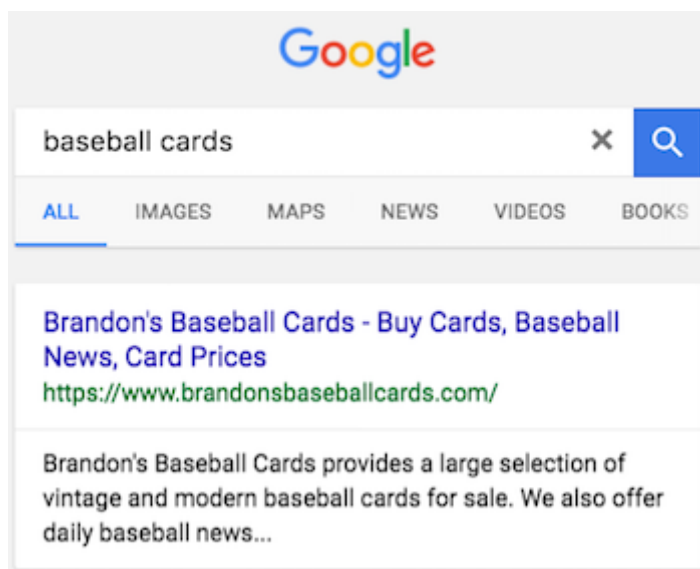 Google
baseball cards
ALL IMAGES MAPS NEWS VIDEOS BOOKS
Brandon's Baseball Cards - Buy Cards, Baseball
News, Card Prices
https://www.brandonsbaseballcards.com/
Brandon's Baseball Cards provides a large selection of
vintage and modern baseball cards for sale. We also offer
daily baseball news...